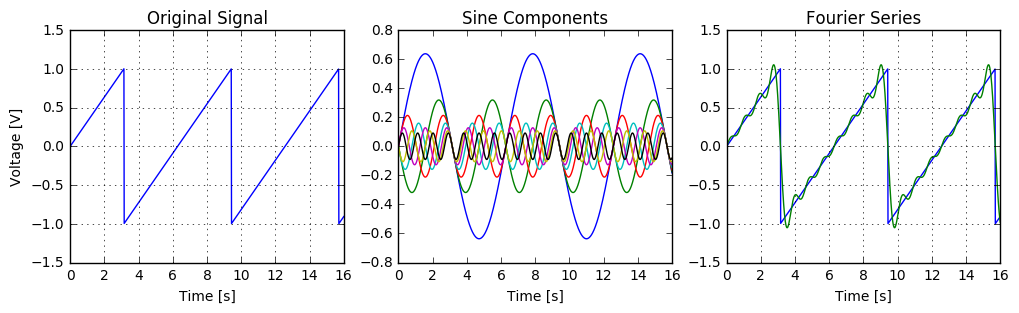 Original Signal
Sine Components
Fourier Series
Voltage [V]
1.5
1.0
0.5
0.0
−0.5
−1.0
−1.5
0 2 4 6 8 10 12 14 16
Time [s]
0.8
0.6
0.4
0.2
0.0
−0.2
−0.4
−0.6
−0.8
0 2 4 6 8 10 12 14 16
Time [s]
1.5
1.0
0.5
0.0
−0.5
−1.0
−1.5
0 2 4 6 8 10 12 14 16
Time [s]